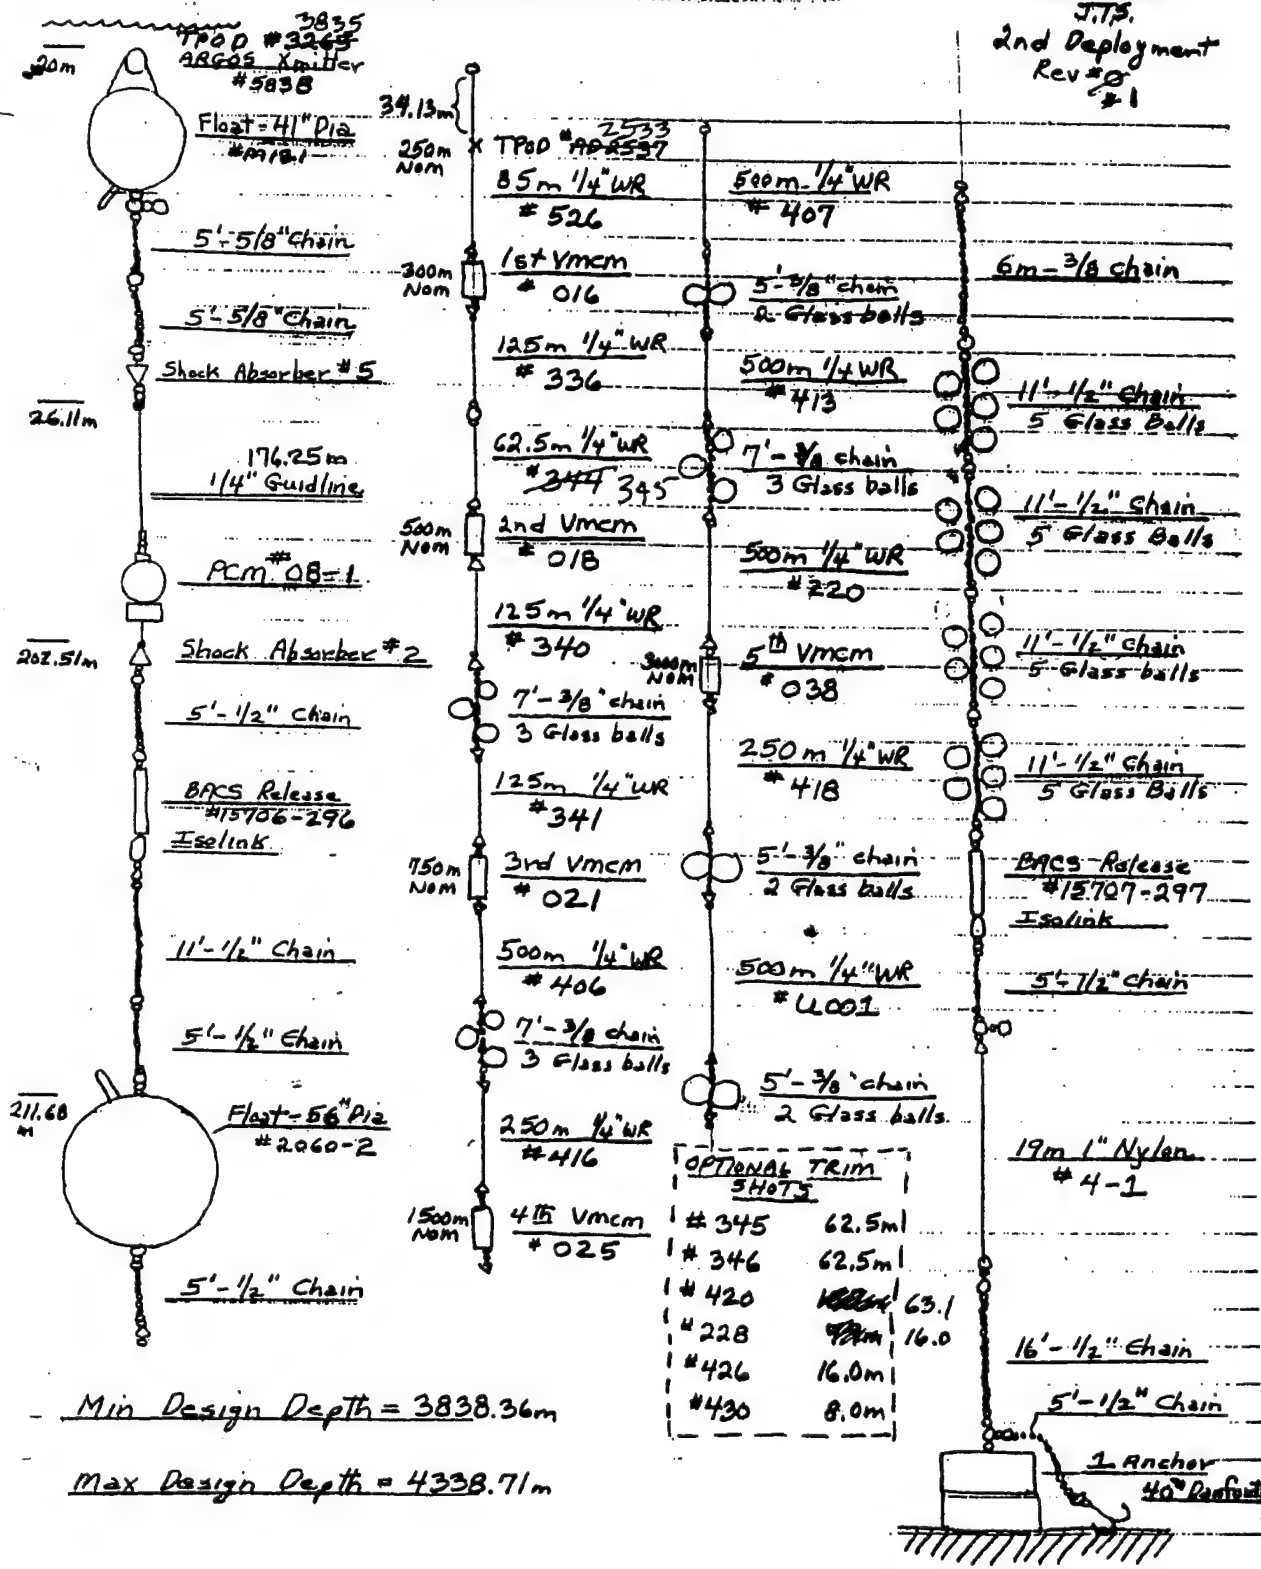 3835
TPOD #3265
ARGOS Xmitter
#5838
20m
Float-41" Dia
5'-5/8" Chain
5'-5/8" Chain
Shock Absorber #5
26.11m
176.25m
1/4" Guidline
PCM #08=1
202.51m
Shock Absorber #2
5'-1/2" Chain
BACS Release
#15706-296
Isolink
11'-1/2" Chain
5'-1/2" Chain
211.68
m
Float-56" Dia
#2060-2
5'-1/2" Chain
Min Design Depth = 3838.36m
Max Design Depth = 4338.71m
34.13m
2533
250m
Nom
TPOD #AD2537
85m 1/4" WR
#526
300m
Nom
1st Vmcm
#016
125m 1/4" WR
#336
62.5m 1/4" WR
#344 345
500m
Nom
2nd Vmcm
#018
125m 1/4" WR
#340
7'-3/8" chain
3 Glass balls
125m 1/4" WR
#341
750m
Nom
3rd Vmcm
#021
500m 1/4" WR
#406
7'-3/8 chain
3 Glass balls
250m 1/4" WR
#416
1500m
Nom
4th Vmcm
#025
500m 1/4" WR
#407
5'-3/8" chain
2 Glass balls
500m 1/4 WR
#413
7'-3/8 chain
3 Glass balls
500m 1/4" WR
#220
3000m
NOM
5th Vmcm
#038
250m 1/4" WR
#418
5'-3/8" chain
2 Glass balls
500m 1/4" WR
#U001
5'-3/8" chain
2 Glass balls
OPTIONAL TRIM
SHOTS
#345 62.5m
#346 62.5m
#420 63.1
#228 16.0
#426 16.0m
#430 8.0m
J.T.S.
2nd Deployment
Rev #0
#1
6m-3/8 chain
11'-1/2" Chain
5 Glass Balls
11'-1/2" Chain
5 Glass Balls
11'-1/2" Chain
5 Glass balls
11'-1/2" Chain
5 Glass Balls
BACS Release
#15707-297
Isolink
5'-1/2" Chain
19m 1" Nylon
#4-1
16'-1/2" Chain
5'-1/2" Chain
1 Anchor